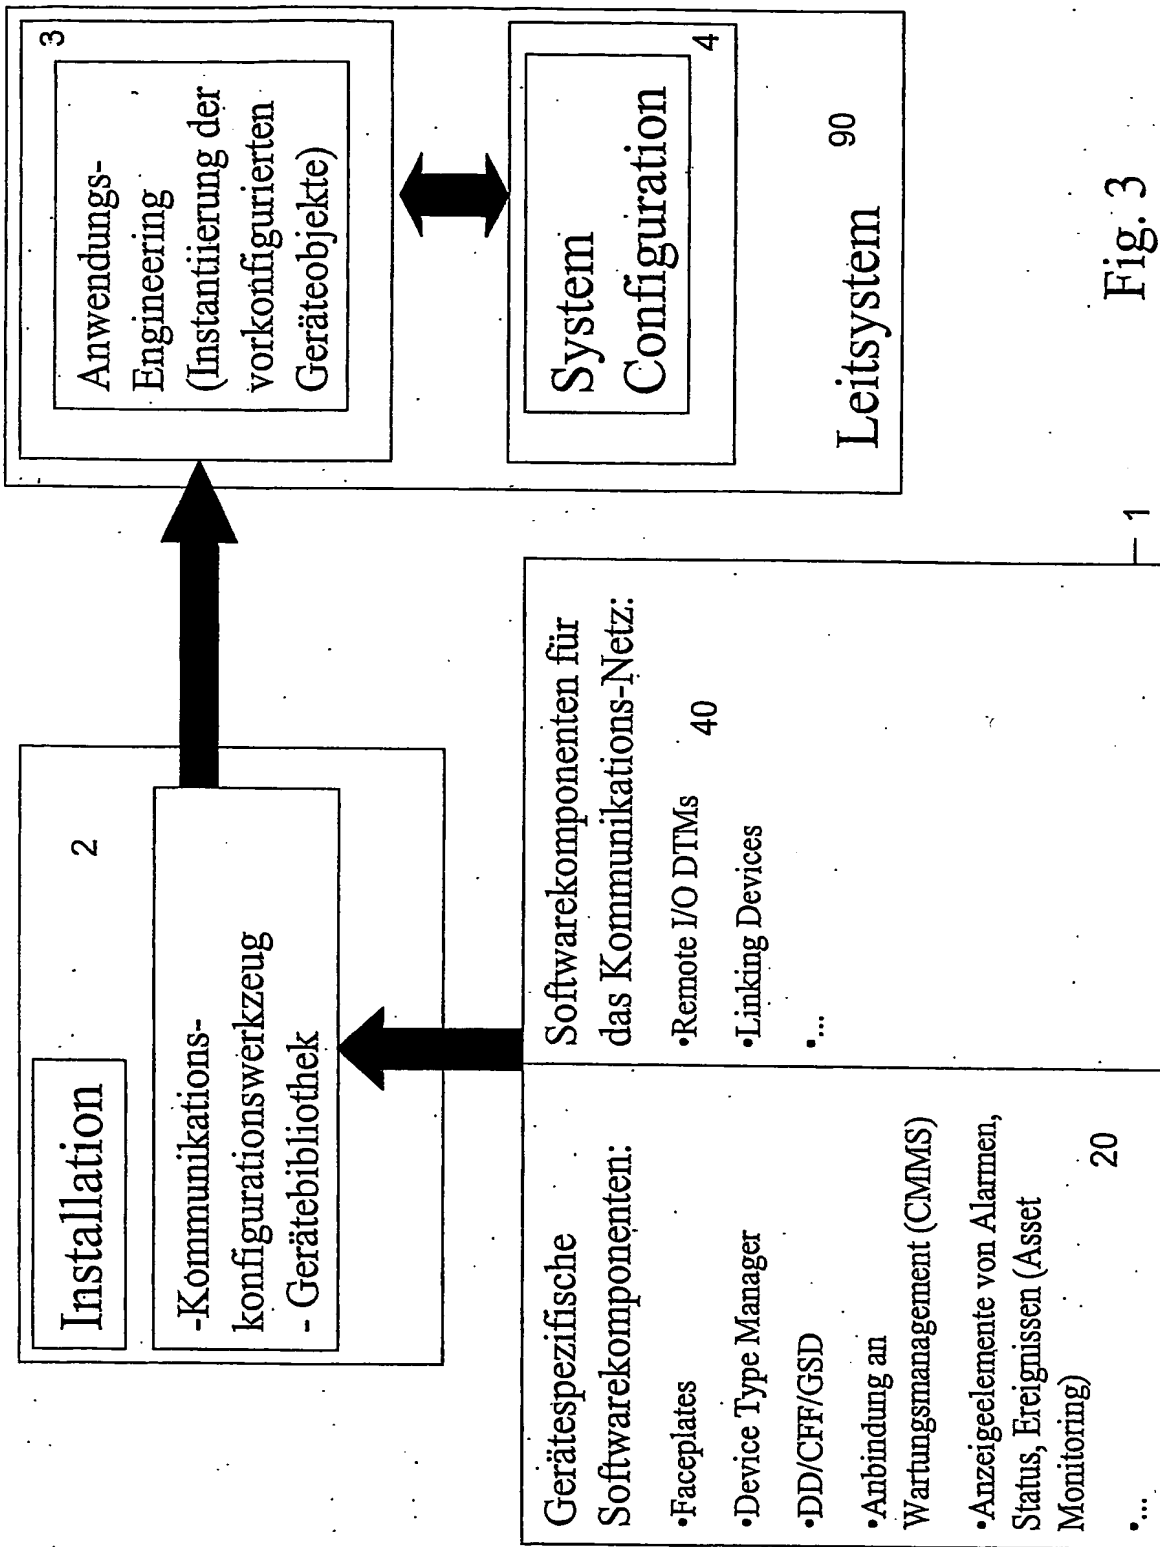 Installation
2
-Kommunikations-
konfigurationswerkzeug
- Gerätebibliothek
3
Anwendungs-
Engineering
(Instantiierung der
vorkonfigurierten
Geräteobjekte)
System
Configuration
4
Leitsystem
90
Gerätespezifische
Softwarekomponenten:
•Faceplates
•Device Type Manager
•DD/CFF/GSD
•Anbindung an
Wartungsmanagement (CMMS)
•Anzeigeelemente von Alarmen,
Status, Ereignissen (Asset
Monitoring)
20
•...
Softwarekomponenten für
das Kommunikations-Netz:
•Remote I/O DTMs
40
•Linking Devices
•...
1
Fig. 3